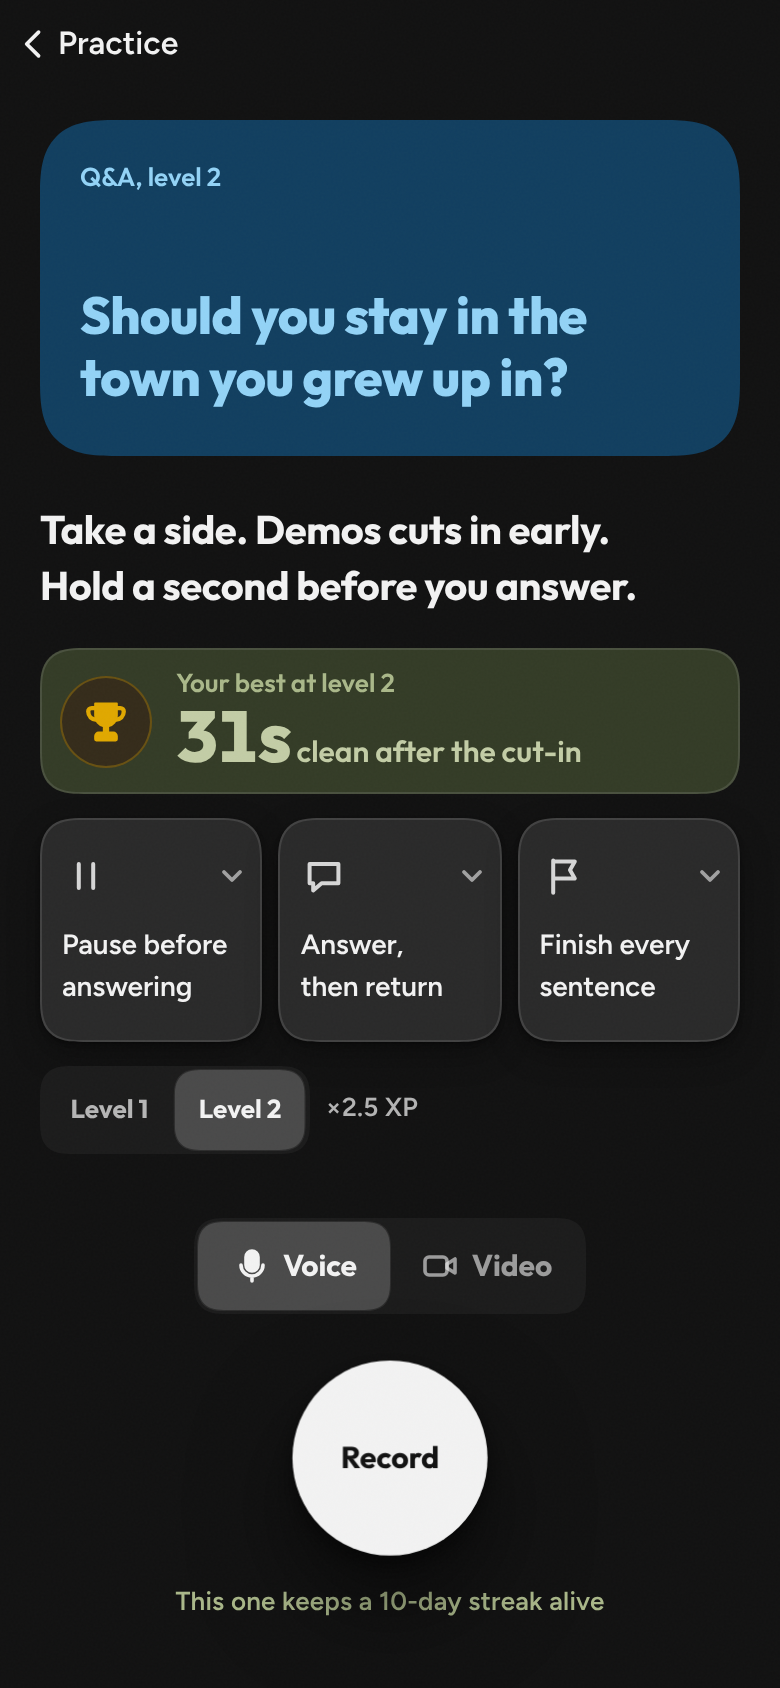 Practice
Q&A, level 2
Should you stay in the
town you grew up in?
Take a side. Demos cuts in early.
Hold a second before you answer.
Your best at level 2
31s clean after the cut-in
Pause before
answering
Answer,
then return
Finish every
sentence
Level 1
Level 2
×2.5 XP
Voice
Video
Record
This one keeps a 10-day streak alive